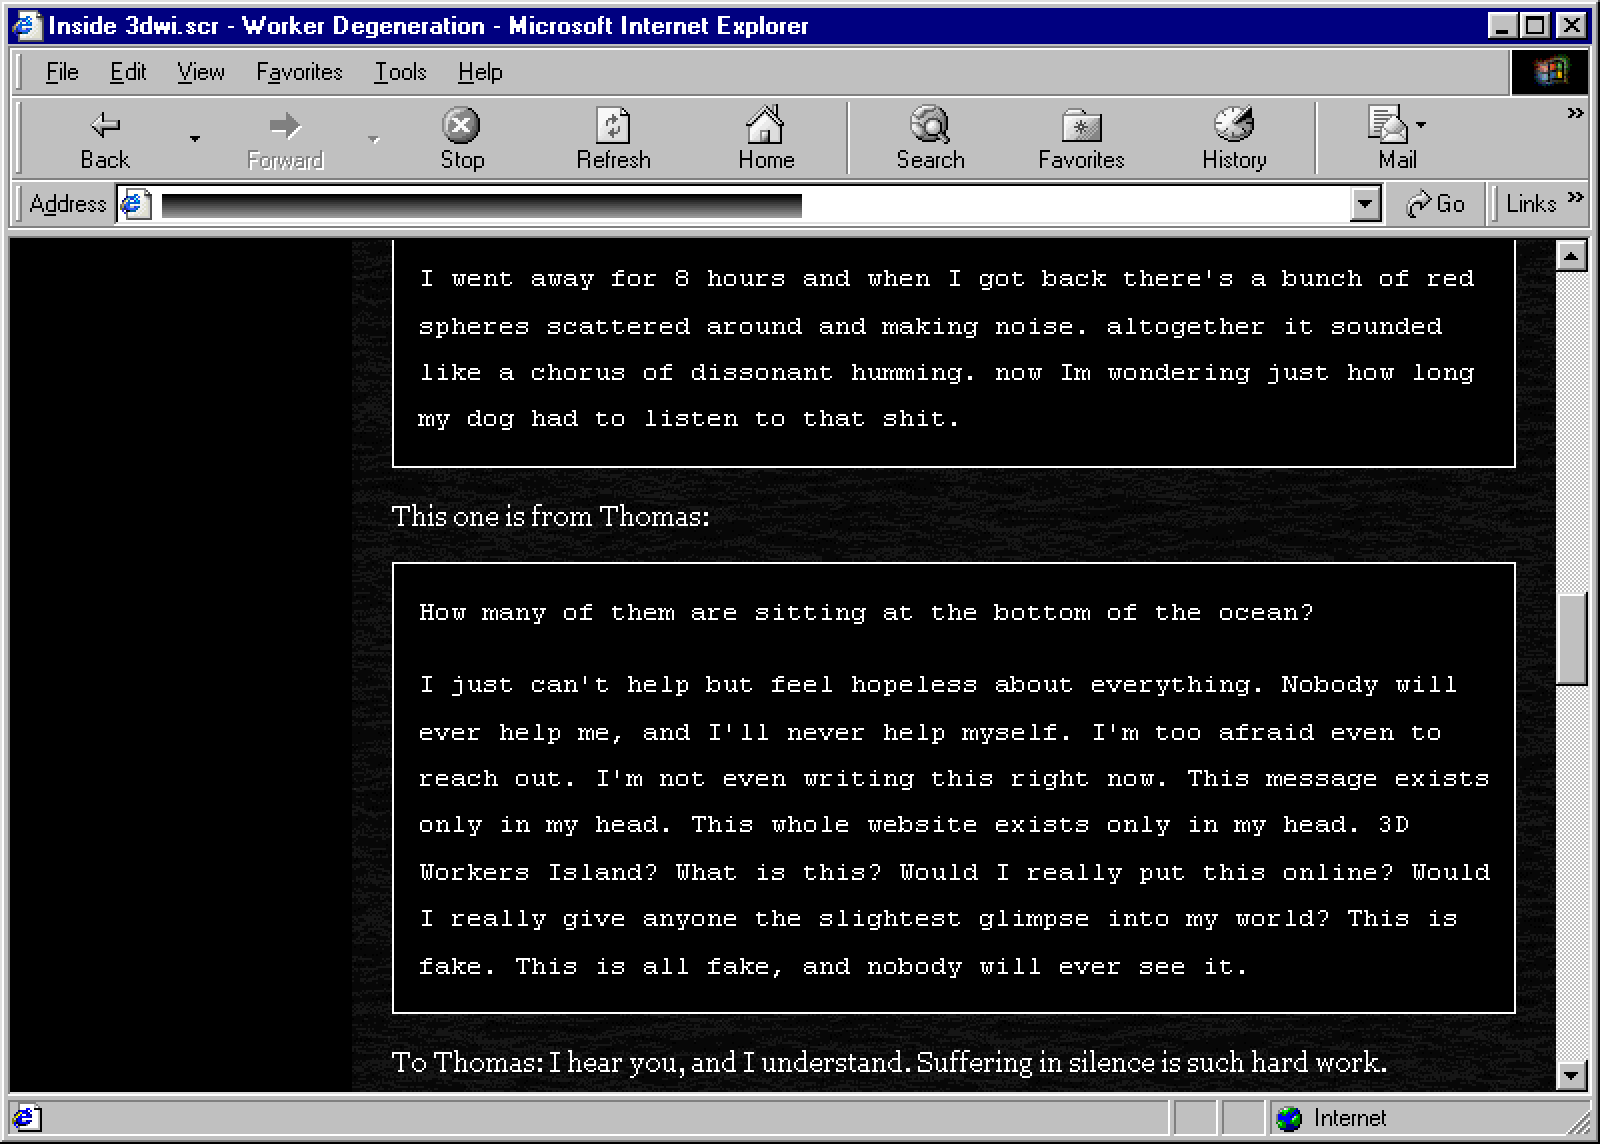 Inside 3dwi.scr - Worker Degeneration - Microsoft Internet Explorer
File Edit View Favorites Tools Help
Back Forward Stop Refresh Home Search Favorites History Mail »
Address Go Links »
I went away for 8 hours and when I got back there's a bunch of red
spheres scattered around and making noise. altogether it sounded
like a chorus of dissonant humming. now Im wondering just how long
my dog had to listen to that shit.
This one is from Thomas:
How many of them are sitting at the bottom of the ocean?
I just can't help but feel hopeless about everything. Nobody will
ever help me, and I'll never help myself. I'm too afraid even to
reach out. I'm not even writing this right now. This message exists
only in my head. This whole website exists only in my head. 3D
Workers Island? What is this? Would I really put this online? Would
I really give anyone the slightest glimpse into my world? This is
fake. This is all fake, and nobody will ever see it.
To Thomas: I hear you, and I understand. Suffering in silence is such hard work.
Internet